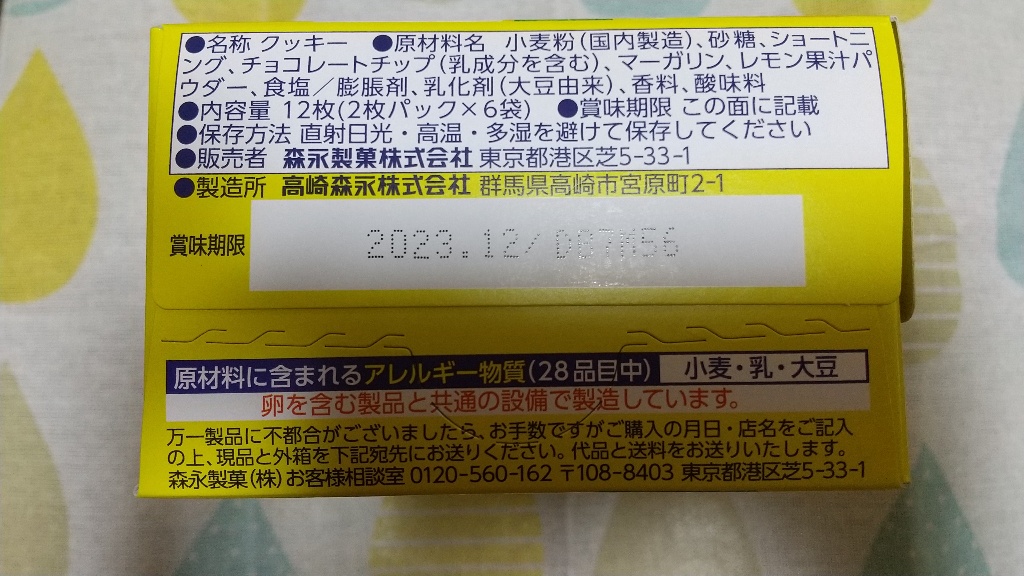 ●名称 クッキー ●原材料名 小麦粉(国内製造)、砂糖、ショートニ
ング、チョコレートチップ(乳成分を含む)、マーガリン、レモン果汁パ
ウダー、食塩／膨脹剤、乳化剤(大豆由来)、香料、酸味料
●内容量 12枚(2枚パック×6袋) ●賞味期限 この面に記載
●保存方法 直射日光・高温・多湿を避けて保存してください
●販売者 森永製菓株式会社 東京都港区芝5-33-1
●製造所 高崎森永株式会社 群馬県高崎市宮原町2-1
賞味期限 2023.12/
原材料に含まれるアレルギー物質(28品目中) 小麦・乳・大豆
卵を含む製品と共通の設備で製造しています。
万一製品に不都合がございましたら、お手数ですがご購入の月日・店名をご記入
の上、現品と外箱を下記宛先にお送りください。代品と送料をお送りいたします。
森永製菓(株)お客様相談室 0120-560-162 〒108-8403 東京都港区芝5-33-1